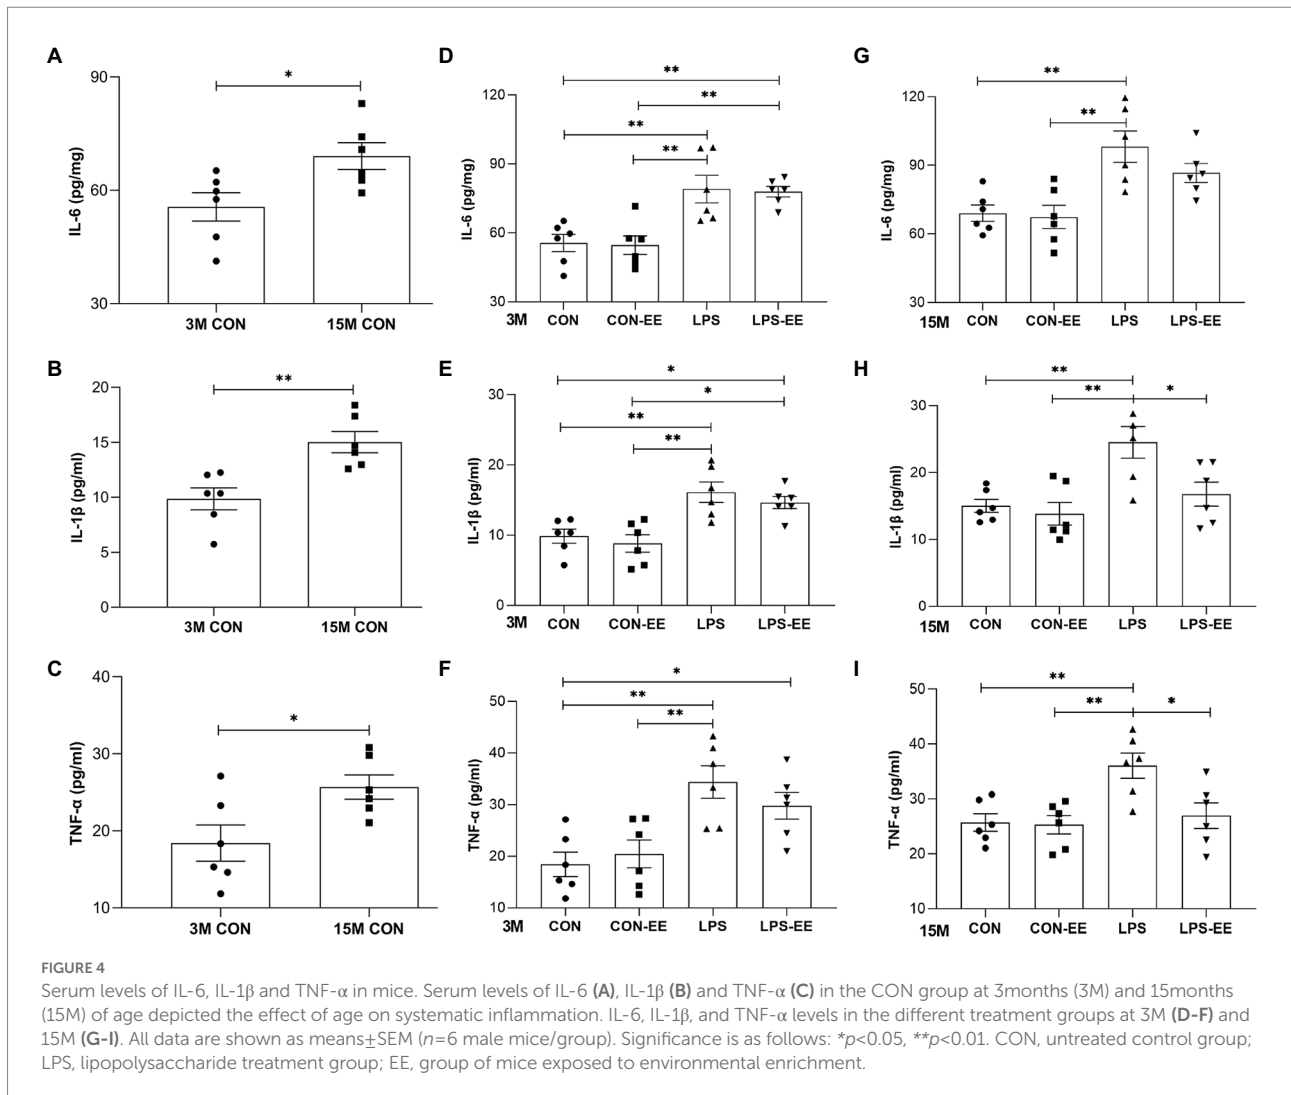 A
IL-6 (pg/mg)
90
60
30
*
3M CON 15M CON
D
IL-6 (pg/mg)
120
90
60
30
**
**
**
**
3M CON CON-EE LPS LPS-EE
G
IL-6 (pg/mg)
120
90
60
30
**
**
15M CON CON-EE LPS LPS-EE
B
IL-1β (pg/ml)
20
15
10
5
0
**
3M CON 15M CON
E
IL-1β (pg/ml)
30
20
10
0
*
*
**
**
3M CON CON-EE LPS LPS-EE
H
IL-1β (pg/ml)
30
20
10
0
**
** *
15M CON CON-EE LPS LPS-EE
C
TNF-α (pg/ml)
40
30
20
10
*
3M CON 15M CON
F
TNF-α (pg/ml)
50
40
30
20
10
*
**
**
3M CON CON-EE LPS LPS-EE
I
TNF-α (pg/ml)
50
40
30
20
10
**
** *
15M CON CON-EE LPS LPS-EE
FIGURE 4
Serum levels of IL-6, IL-1β and TNF-α in mice. Serum levels of IL-6 (A), IL-1β (B) and TNF-α (C) in the CON group at 3months (3M) and 15months
(15M) of age depicted the effect of age on systematic inflammation. IL-6, IL-1β, and TNF-α levels in the different treatment groups at 3M (D-F) and
15M (G-I). All data are shown as means±SEM (n=6 male mice/group). Significance is as follows: *p<0.05, **p<0.01. CON, untreated control group;
LPS, lipopolysaccharide treatment group; EE, group of mice exposed to environmental enrichment.